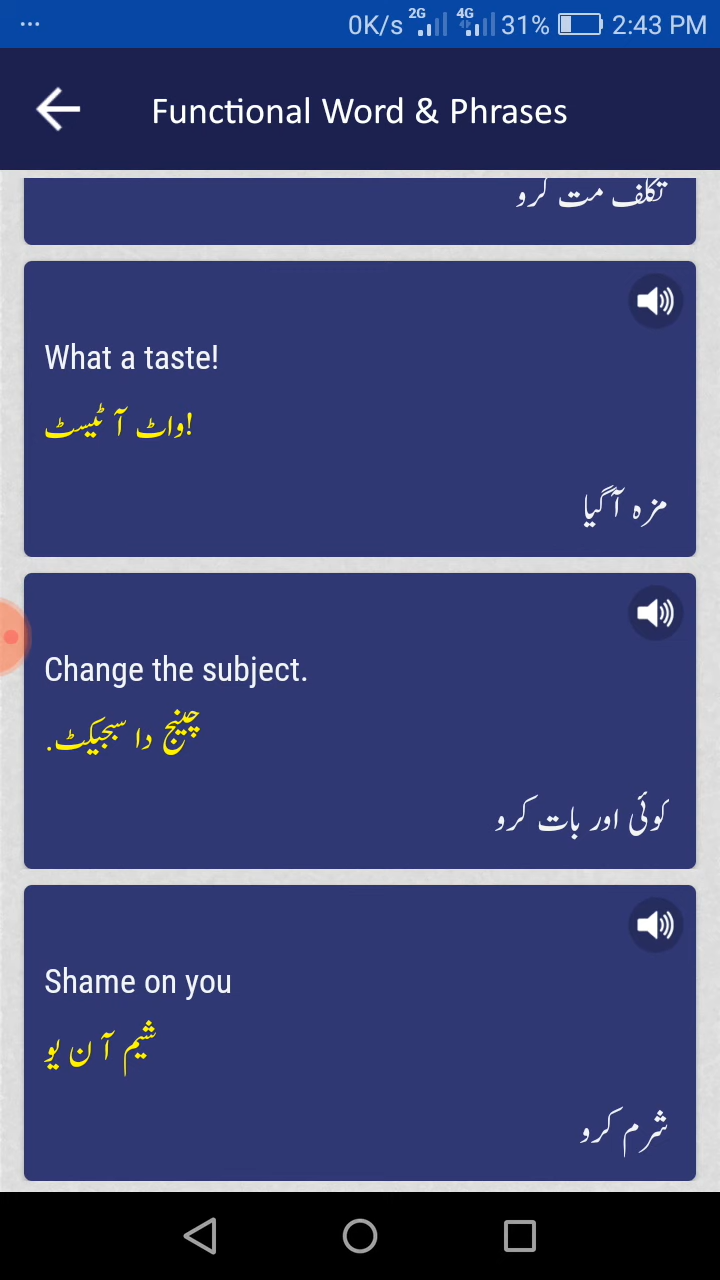 ... 0K/s 2G 4G 31% 2:43 PM
Functional Word & Phrases
تکلف مت کرو
What a taste!
!واٹ آ ٹیسٹ
مزہ آگیا
Change the subject.
چینج دا سبجیکٹ.
کوئی اور بات کرو
Shame on you
شیم آ ن یو
شرم کرو